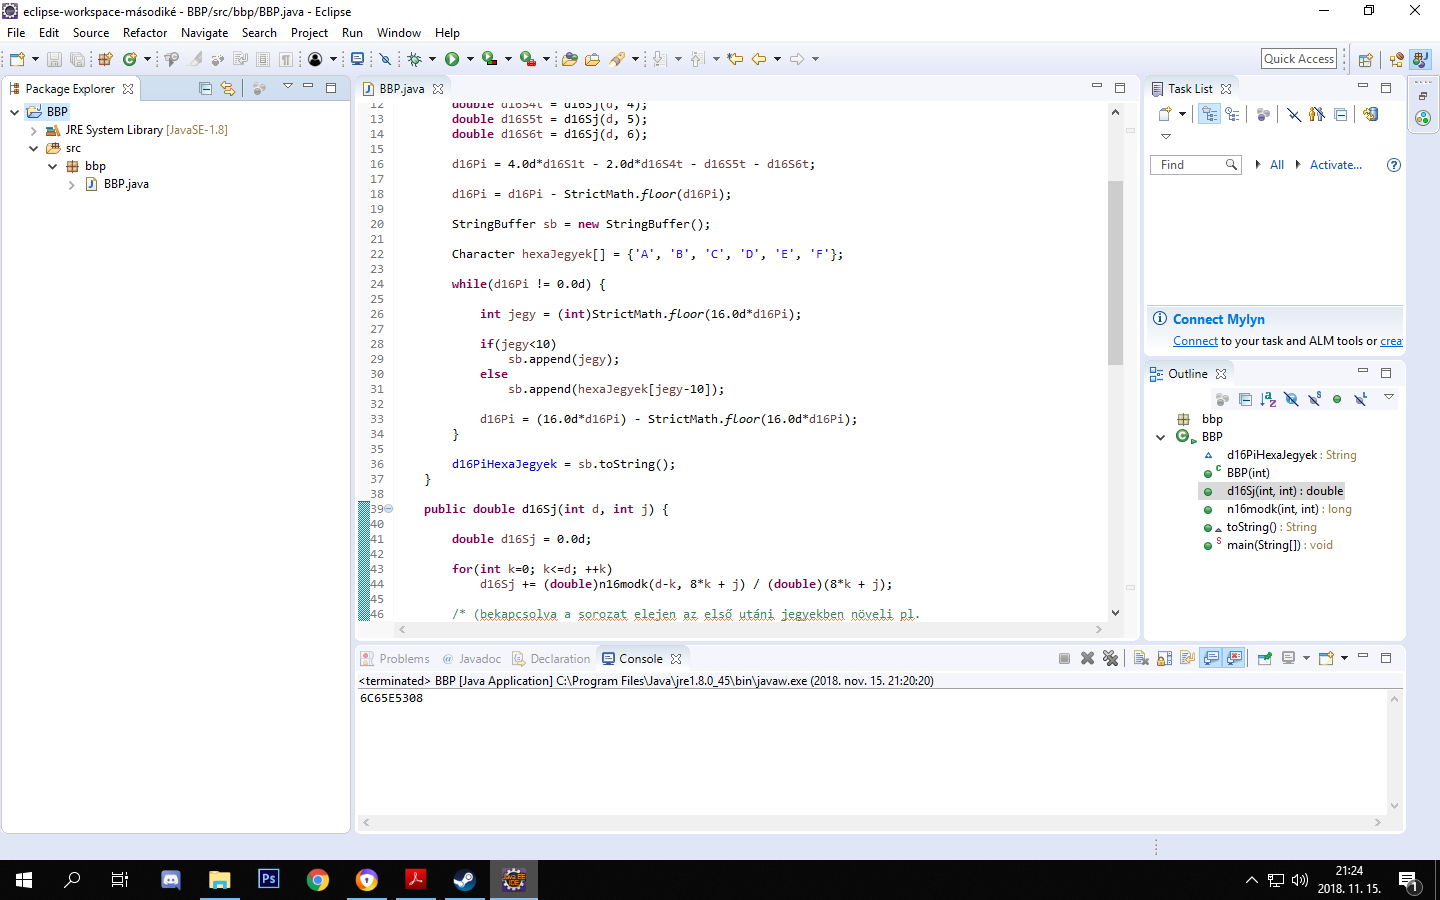 eclipse-workspace-másodiké - BBP/src/bbp/BBP.java - Eclipse
File Edit Source Refactor Navigate Search Project Run Window Help
Quick Access
Package Explorer
BBP
JRE System Library [JavaSE-1.8]
src
bbp
BBP.java
BBP.java
12 double d16S4t = d16Sj(d, 4);
13 double d16S5t = d16Sj(d, 5);
14 double d16S6t = d16Sj(d, 6);
15
16 d16Pi = 4.0d*d16S1t - 2.0d*d16S4t - d16S5t - d16S6t;
17
18 d16Pi = d16Pi - StrictMath.floor(d16Pi);
19
20 StringBuffer sb = new StringBuffer();
21
22 Character hexaJegyek[] = {'A', 'B', 'C', 'D', 'E', 'F'};
23
24 while(d16Pi != 0.0d) {
25
26 int jegy = (int)StrictMath.floor(16.0d*d16Pi);
27
28 if(jegy<10)
29 sb.append(jegy);
30 else
31 sb.append(hexaJegyek[jegy-10]);
32
33 d16Pi = (16.0d*d16Pi) - StrictMath.floor(16.0d*d16Pi);
34 }
35
36 d16PiHexaJegyek = sb.toString();
37 }
38
39 public double d16Sj(int d, int j) {
40
41 double d16Sj = 0.0d;
42
43 for(int k=0; k<=d; ++k)
44 d16Sj += (double)n16modk(d-k, 8*k + j) / (double)(8*k + j);
45
46 /* (bekapcsolva a sorozat elejen az első utáni jegyekben növeli pl.
Task List
Find All Activate...
Connect Mylyn
Connect to your task and ALM tools or crea
Outline
bbp
BBP
d16PiHexaJegyek : String
BBP(int)
d16Sj(int, int) : double
n16modk(int, int) : long
toString() : String
main(String[]) : void
Problems @ Javadoc Declaration Console
<terminated> BBP [Java Application] C:\Program Files\Java\jre1.8.0_45\bin\javaw.exe (2018. nov. 15. 21:20:20)
6C65E5308
Ps
21:24
2018. 11. 15.
1